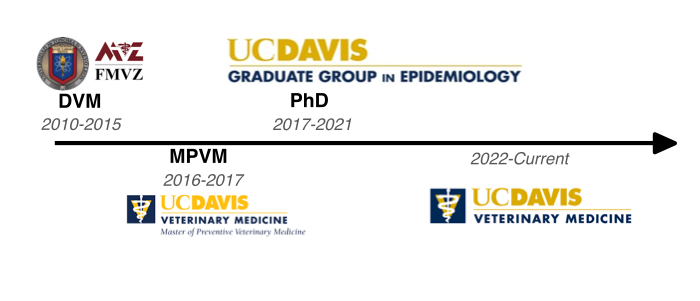 FMVZ
DVM
2010-2015
UCDAVIS
GRADUATE GROUP IN EPIDEMIOLOGY
PhD
2017-2021
MPVM
2016-2017
UCDAVIS
VETERINARY MEDICINE
Master of Preventive Veterinary Medicine
2022-Current
UCDAVIS
VETERINARY MEDICINE